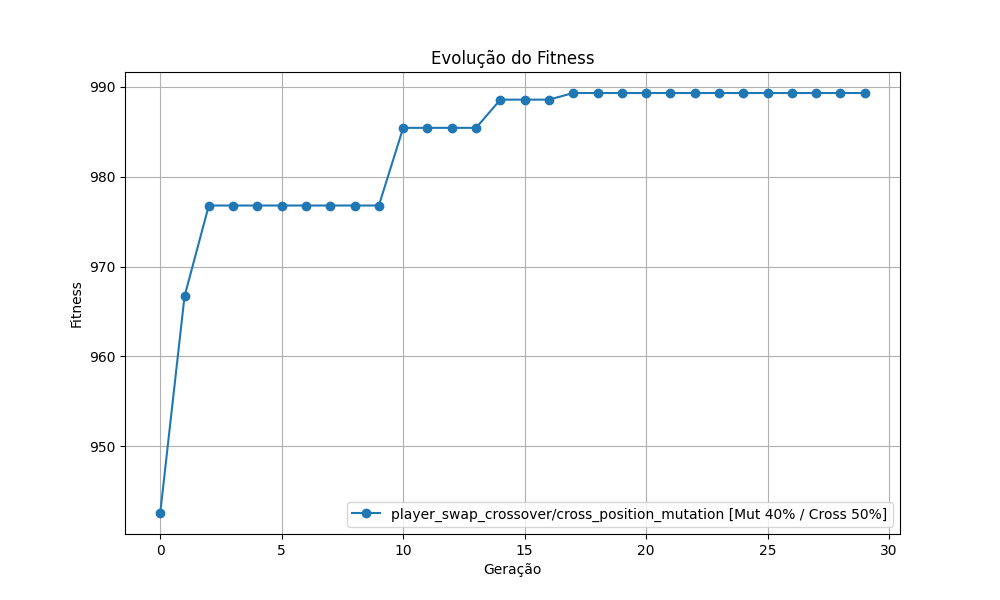 Evolução do Fitness
990
980
970
960
950
Fitness
player_swap_crossover/cross_position_mutation [Mut 40% / Cross 50%]
0 5 10 15 20 25 30
Geração